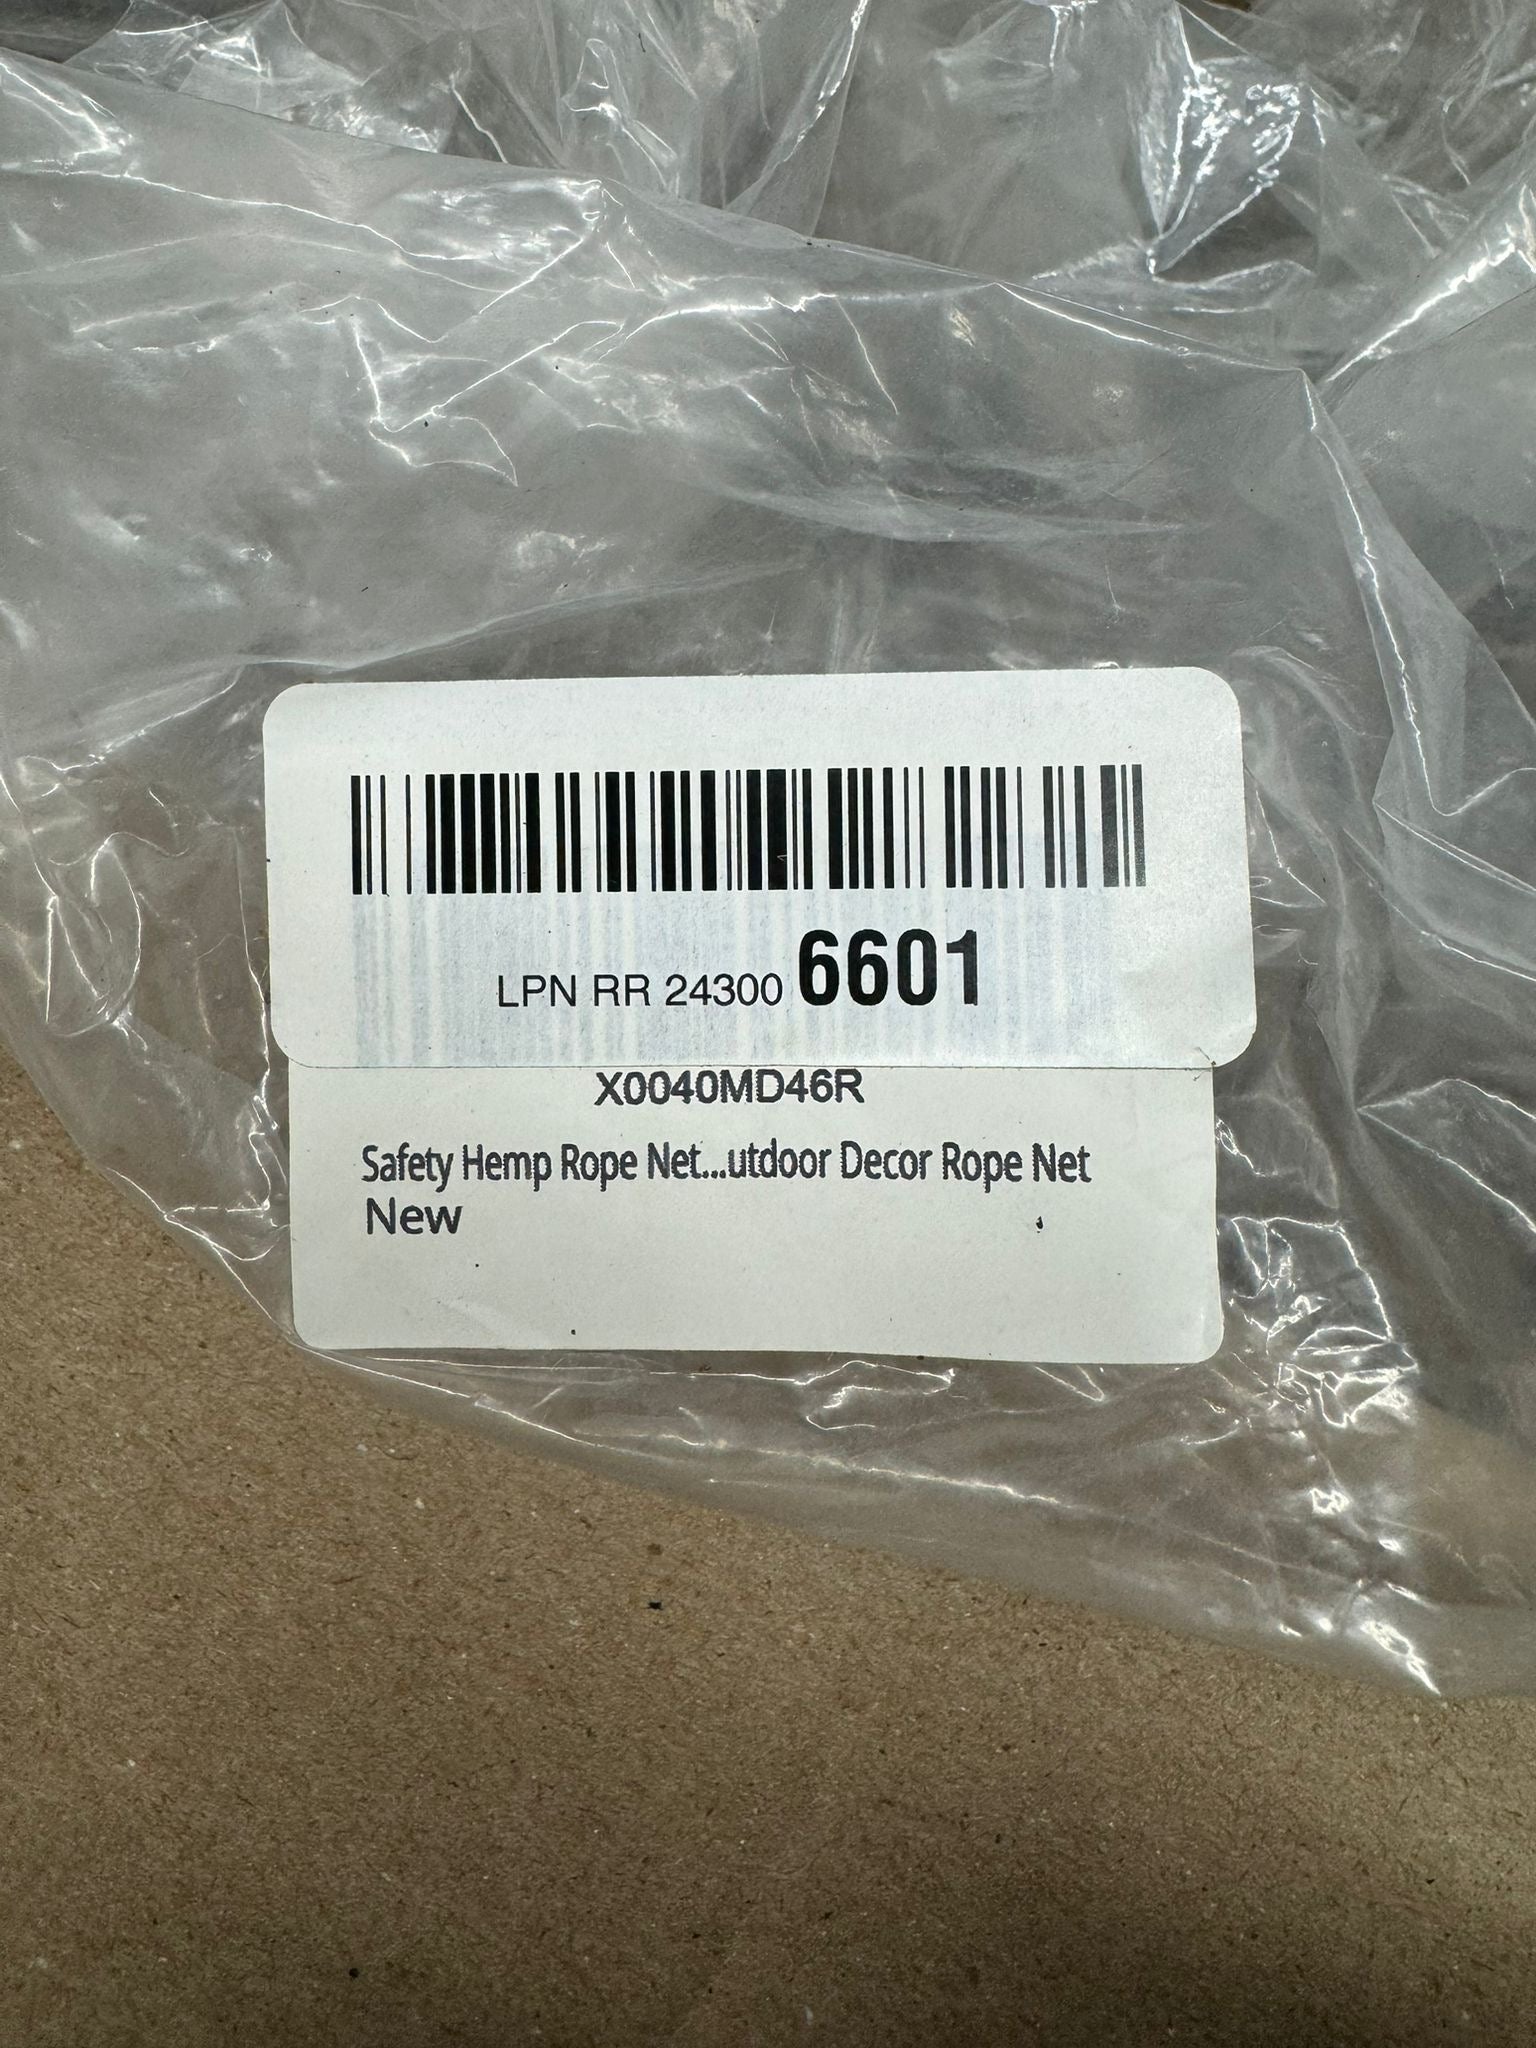 LPN RR 24300 6601
X0040MD46R
Safety Hemp Rope Net...utdoor Decor Rope Net
New